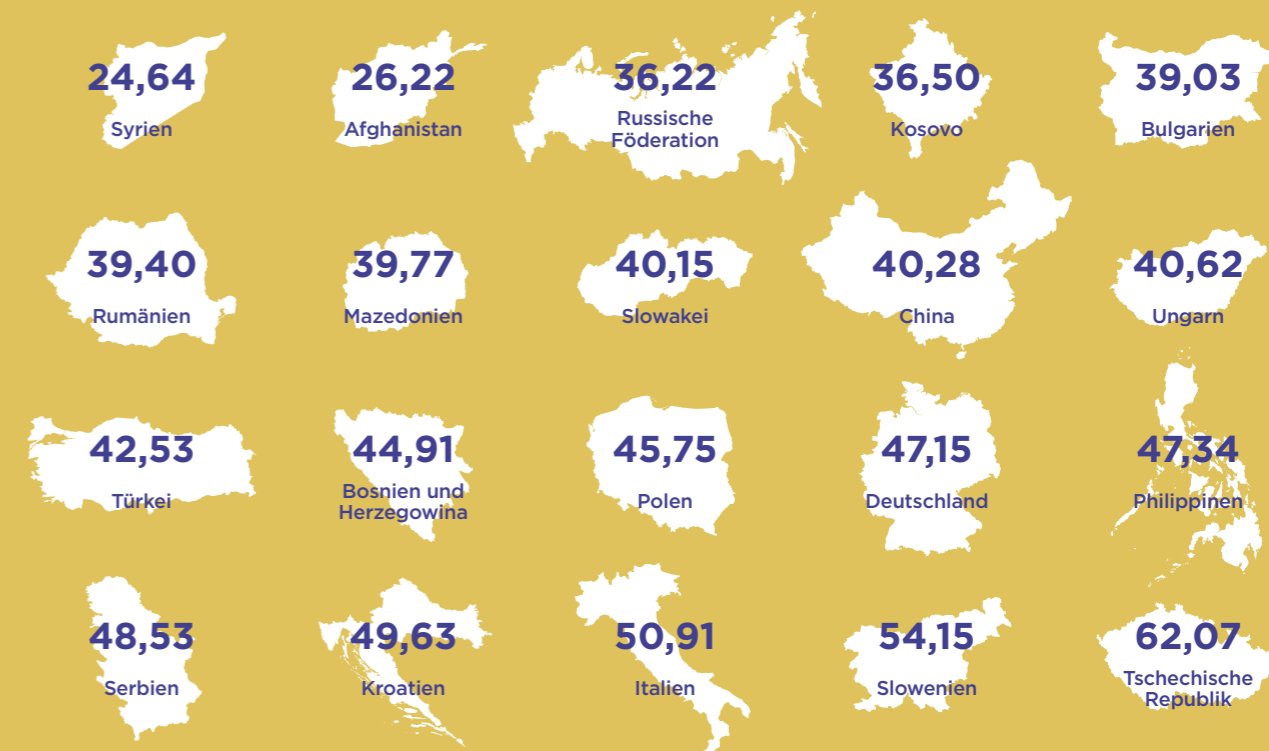 24,64
Syrien
26,22
Afghanistan
36,22
Russische
Föderation
36,50
Kosovo
39,03
Bulgarien
39,40
Rumänien
39,77
Mazedonien
40,15
Slowakei
40,28
China
40,62
Ungarn
42,53
Türkei
44,91
Bosnien und
Herzegowina
45,75
Polen
47,15
Deutschland
47,34
Philippinen
48,53
Serbien
49,63
Kroatien
50,91
Italien
54,15
Slowenien
62,07
Tschechische
Republik